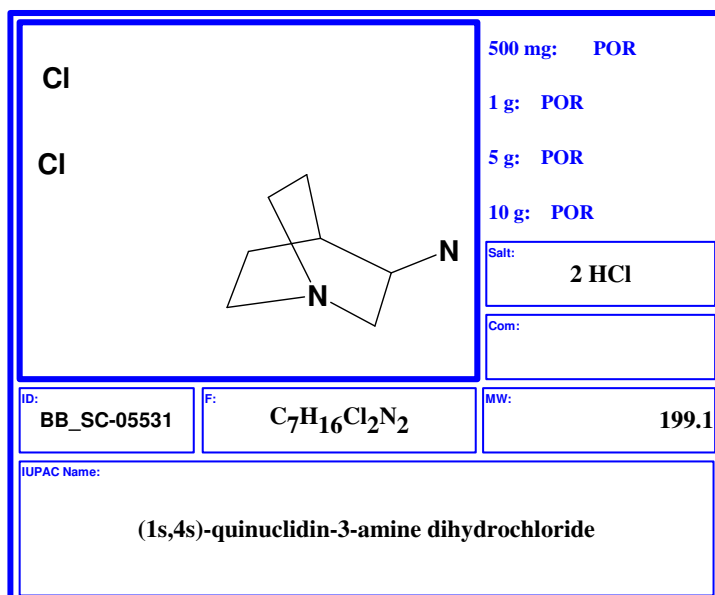 Cl
Cl
N
N
500 mg: POR
1 g: POR
5 g: POR
10 g: POR
Salt:
2 HCl
Com:
ID:
BB_SC-05531
F:
C7H16Cl2N2
MW:
199.1
IUPAC Name:
(1s,4s)-quinuclidin-3-amine dihydrochloride